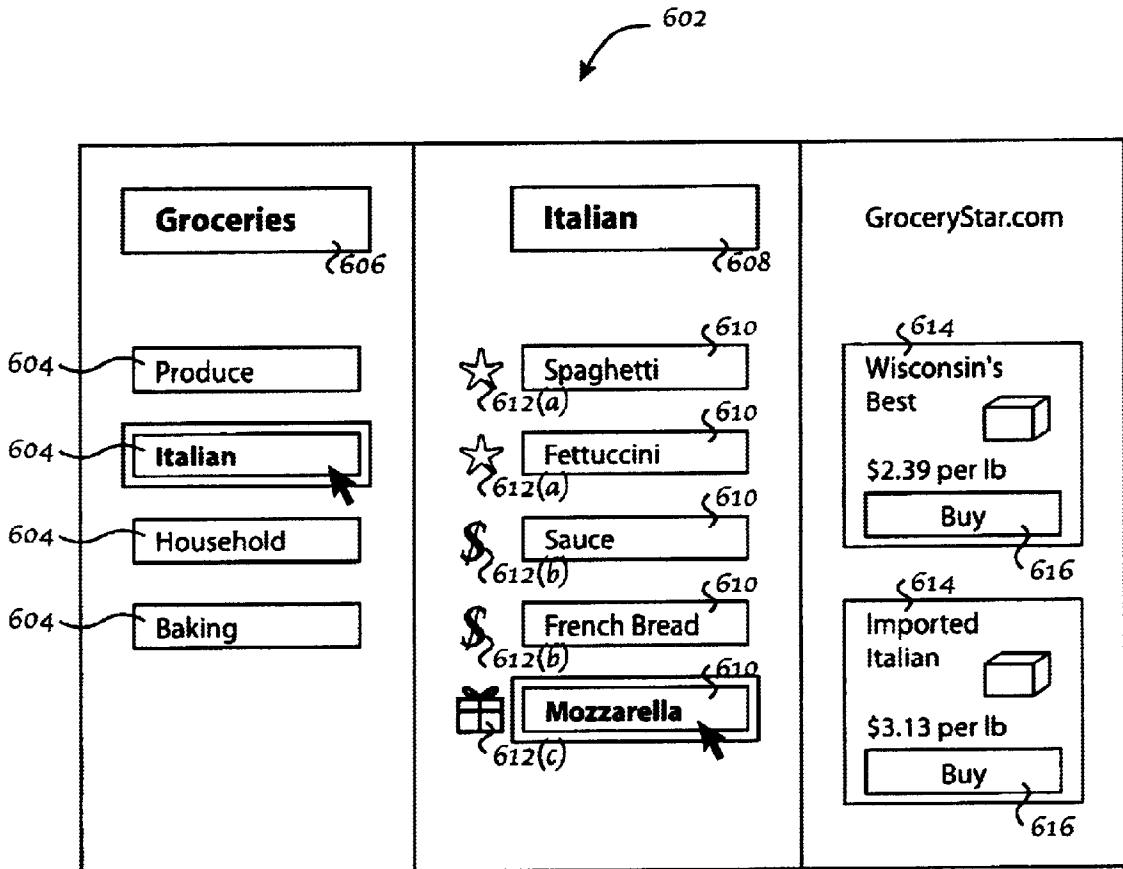 602
Groceries
606
Italian
608
GroceryStar.com
604
Produce
604
Italian
604
Household
604
Baking
610
Spaghetti
612(a)
610
Fettuccini
612(a)
610
Sauce
612(b)
$
610
French Bread
612(b)
$
610
Mozzarella
612(c)
614
Wisconsin's
Best
$2.39 per lb
Buy
616
614
Imported
Italian
$3.13 per lb
Buy
616